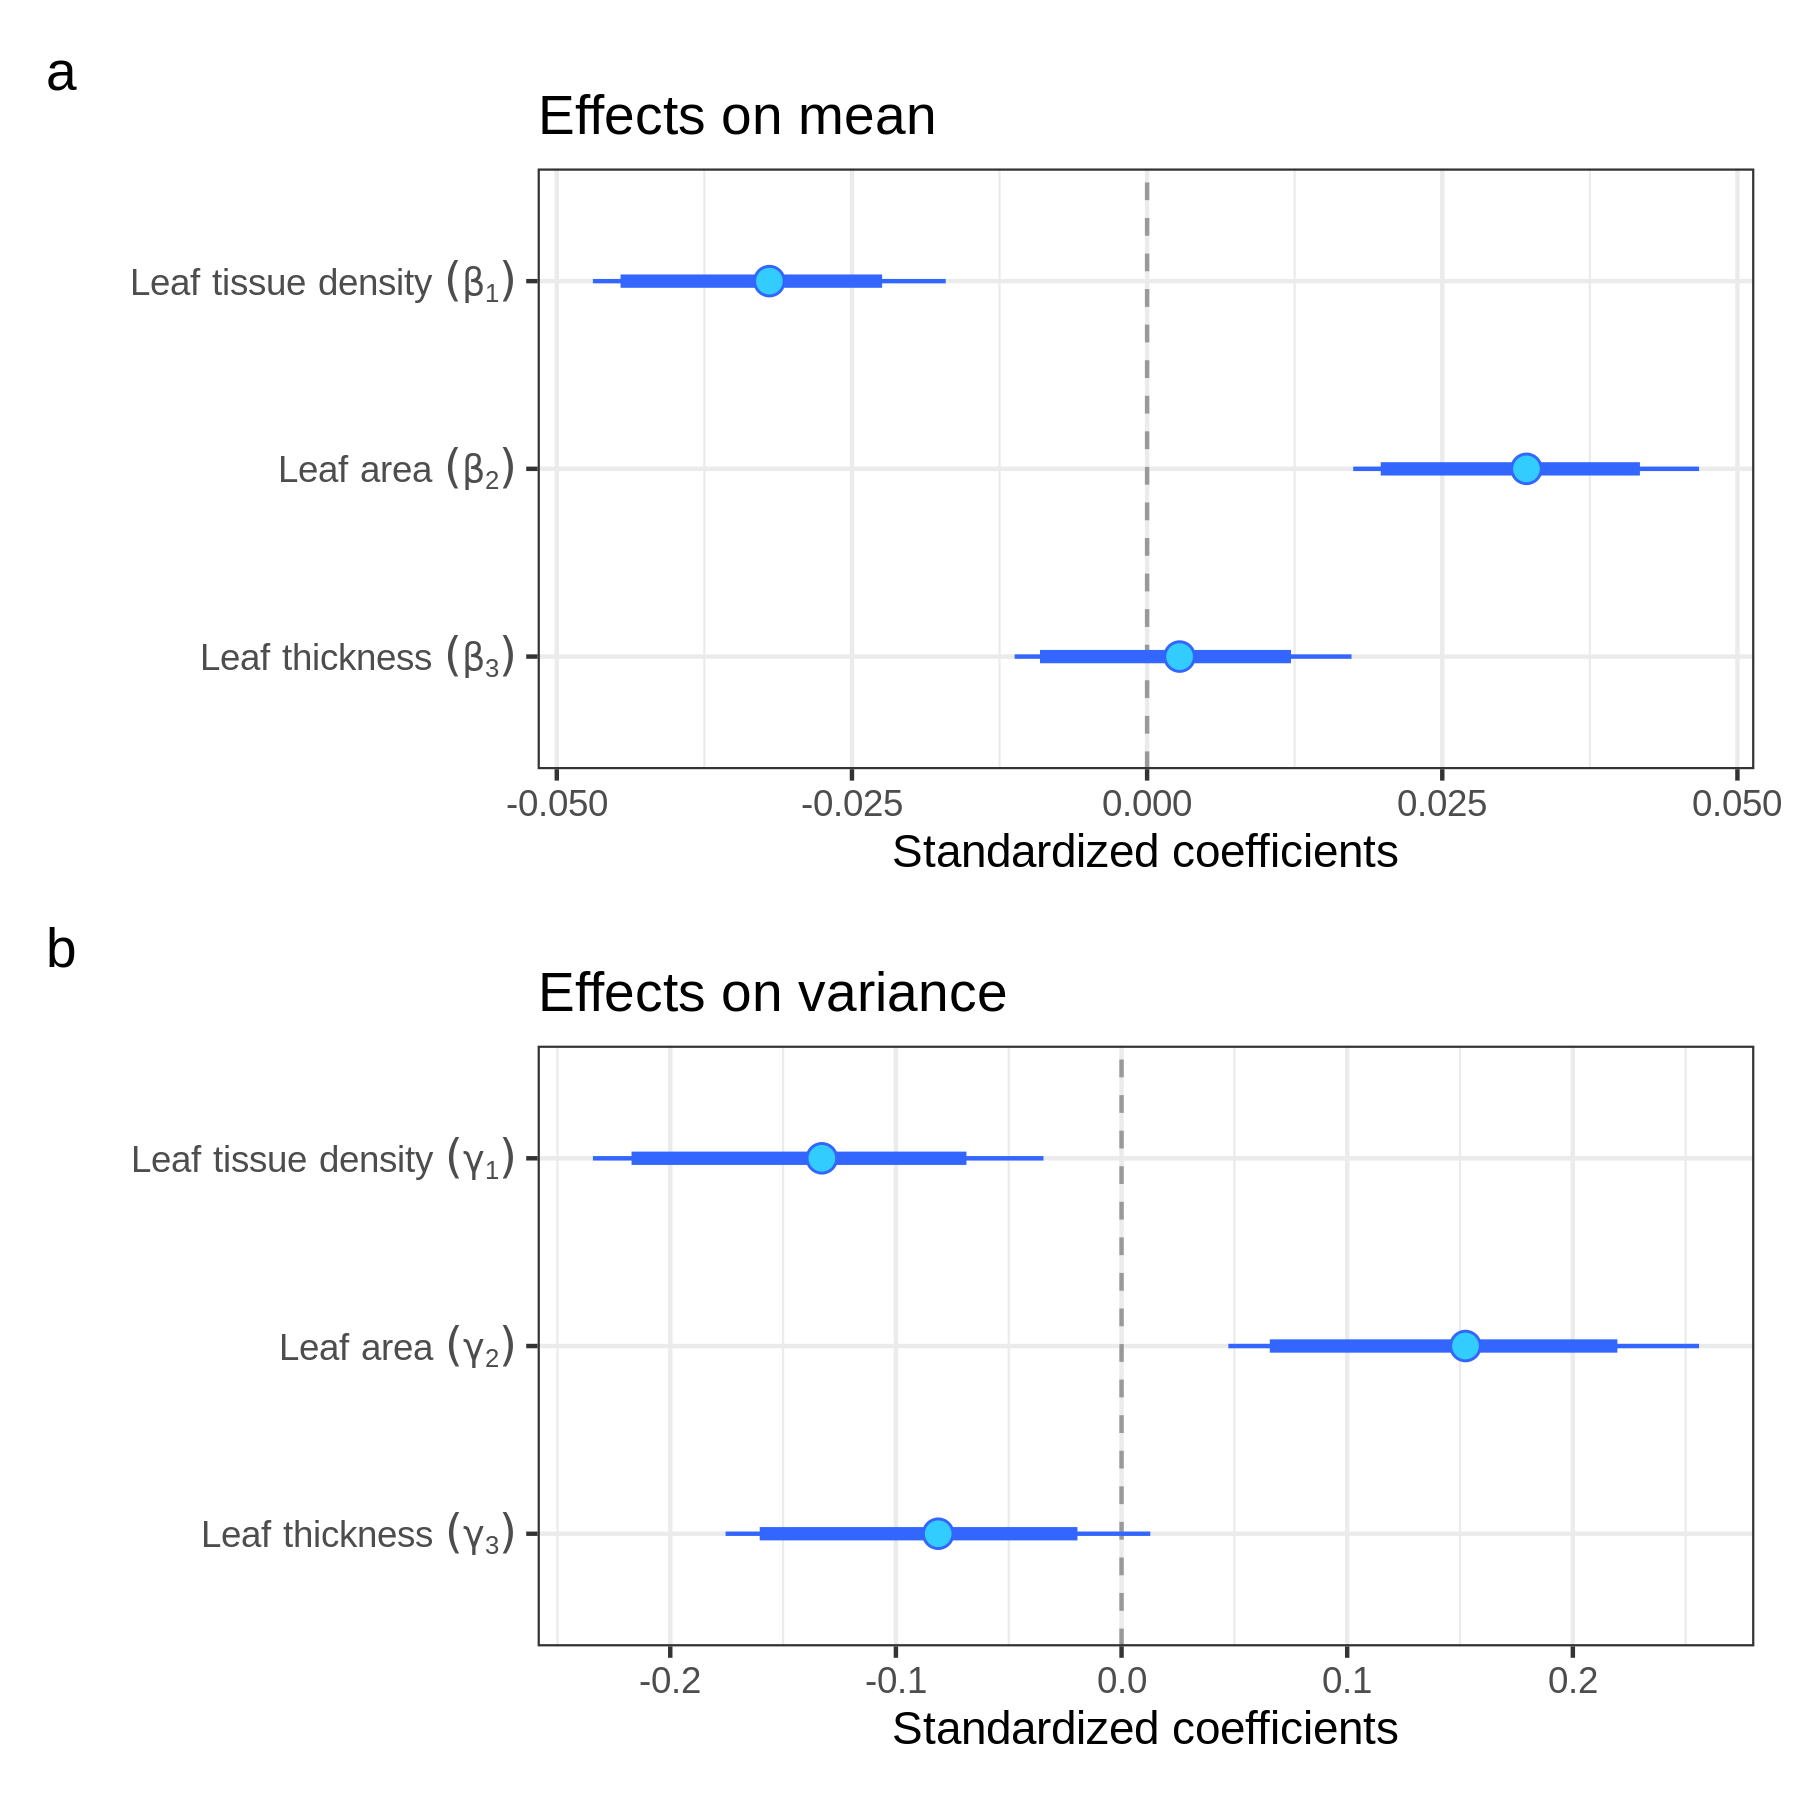 a
Effects on mean
Leaf tissue density (β₁)
Leaf area (β₂)
Leaf thickness (β₃)
-0.050 -0.025 0.000 0.025 0.050
Standardized coefficients
b
Effects on variance
Leaf tissue density (γ₁)
Leaf area (γ₂)
Leaf thickness (γ₃)
-0.2 -0.1 0.0 0.1 0.2
Standardized coefficients